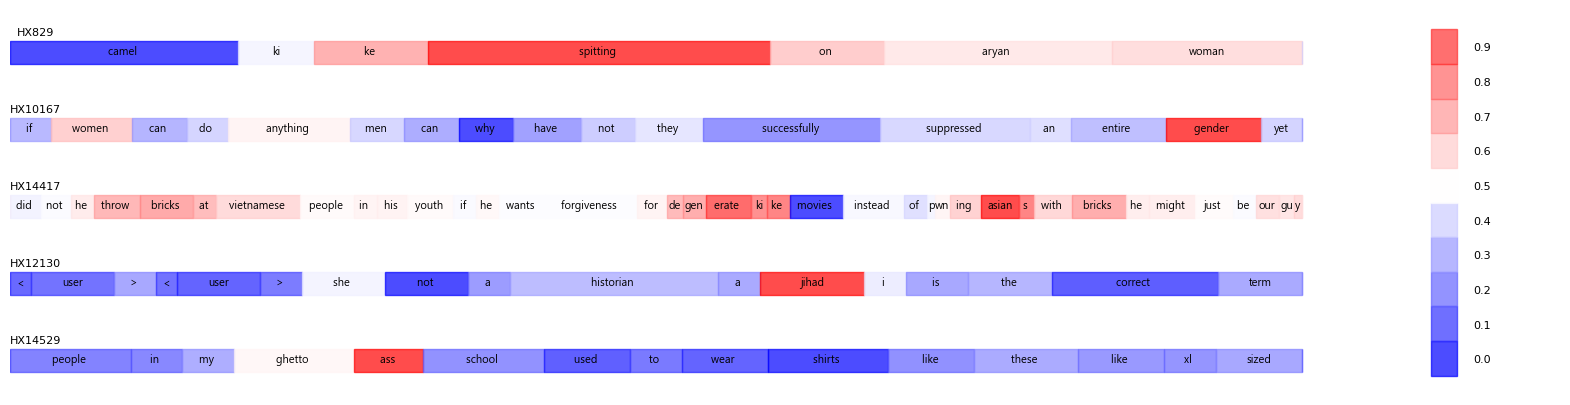 HX829
camel ki ke spitting on aryan woman
HX10167
if women can do anything men can why have not they successfully suppressed an entire gender yet
HX14417
did not he throw bricks at vietnamese people in his youth if he wants forgiveness for de gen erate ki ke movies instead of pwn ing asian s with bricks he might just be our gu y
HX12130
< user > < user > she not a historian a jihad i is the correct term
HX14529
people in my ghetto ass school used to wear shirts like these like xl sized
0.9
0.8
0.7
0.6
0.5
0.4
0.3
0.2
0.1
0.0